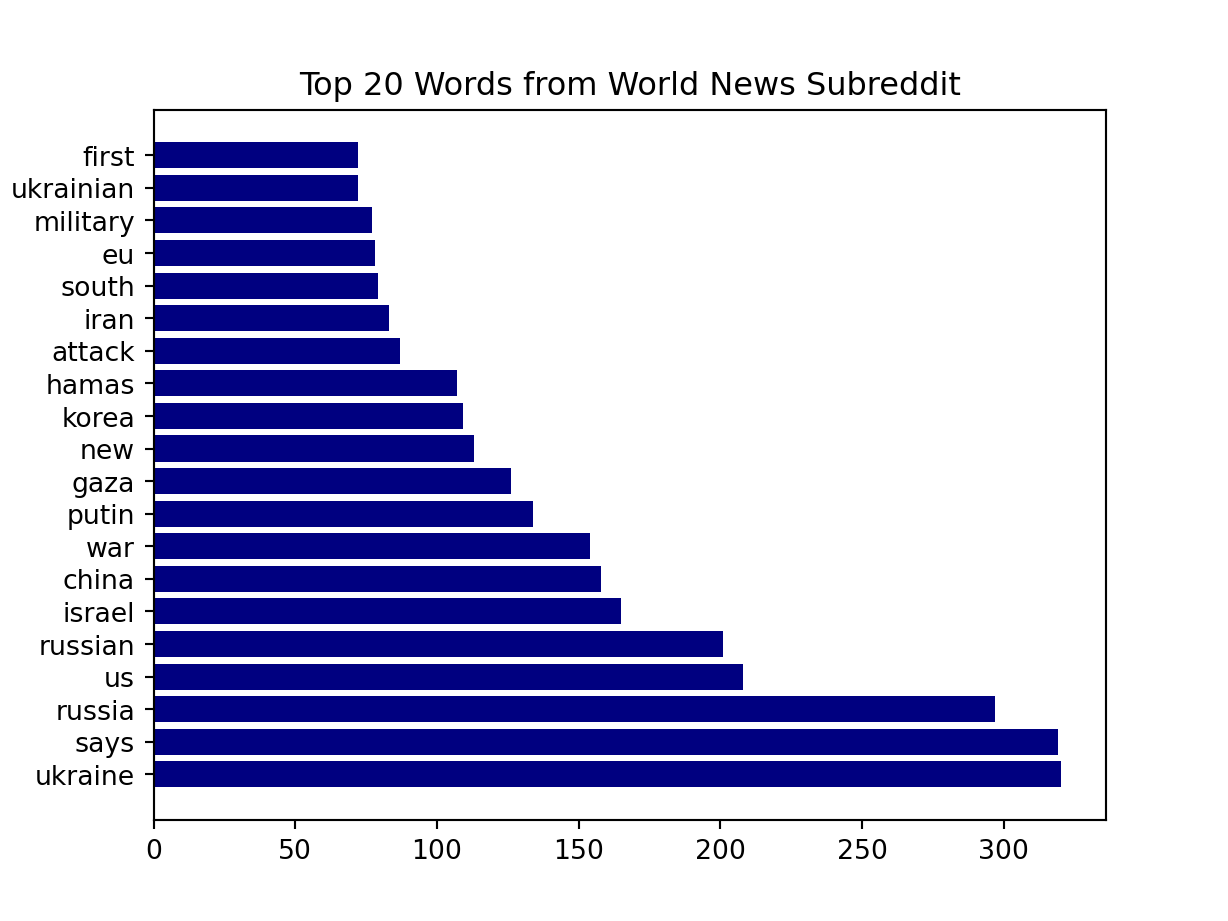 Top 20 Words from World News Subreddit
first
ukrainian
military
eu
south
iran
attack
hamas
korea
new
gaza
putin
war
china
israel
russian
us
russia
says
ukraine
0 50 100 150 200 250 300